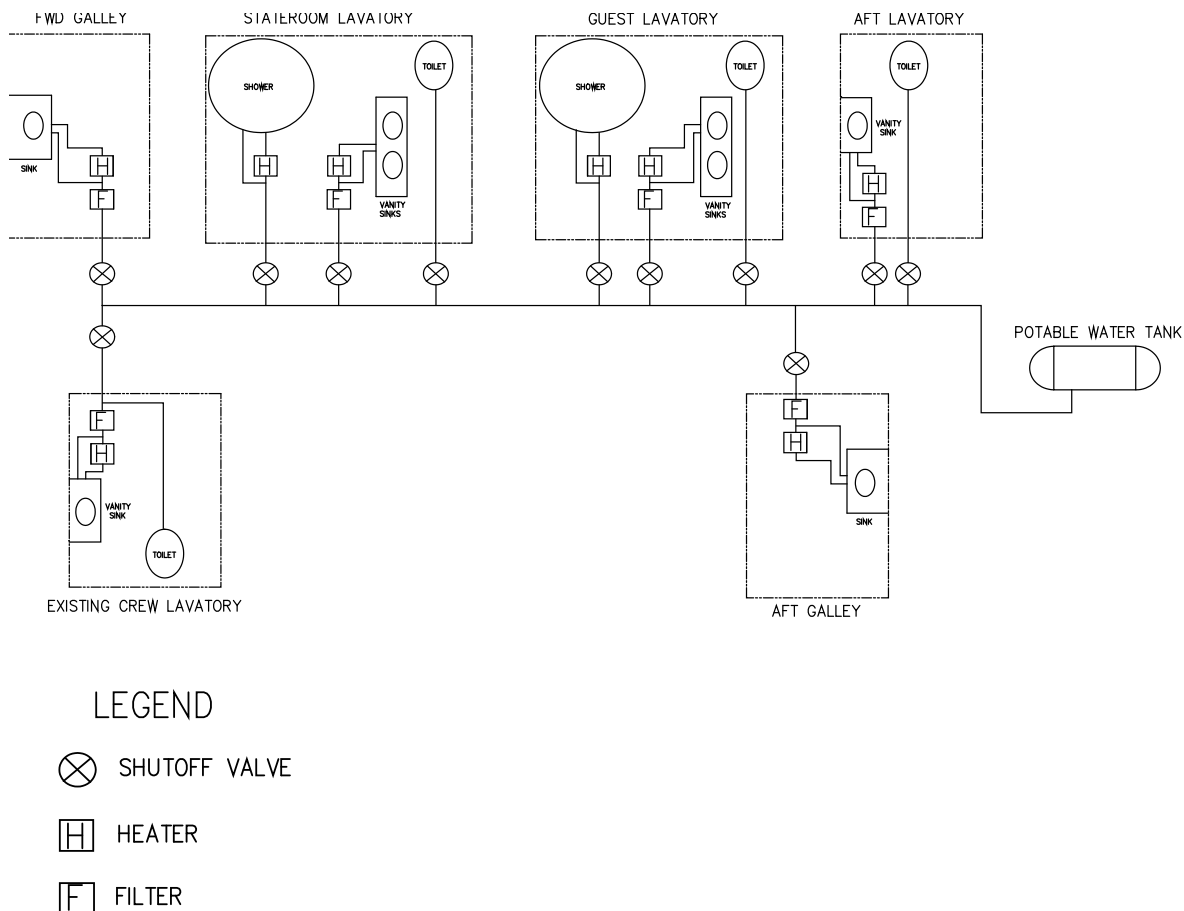 FWD GALLEY
STATEROOM LAVATORY
GUEST LAVATORY
AFT LAVATORY
SINK
H
F
SHOWER
H
H
F
TOILET
VANITY
SINKS
SHOWER
H
H
F
TOILET
VANITY
SINKS
VANITY
SINK
H
F
TOILET
POTABLE WATER TANK
F
H
VANITY
SINK
TOILET
EXISTING CREW LAVATORY
F
H
SINK
AFT GALLEY
LEGEND
SHUTOFF VALVE
H HEATER
F FILTER